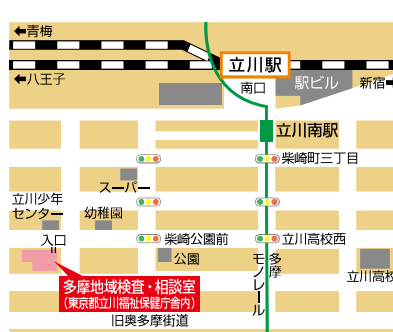 青梅
立川駅
八王子
南口
駅ビル
新宿
立川南駅
柴崎町三丁目
スーパー
立川少年
センター
幼稚園
入口
柴崎公園前
立川高校西
公園
多摩
モノレール
立川高校
多摩地域検査・相談室
(東京都立川福祉保健庁舎内)
旧奥多摩街道